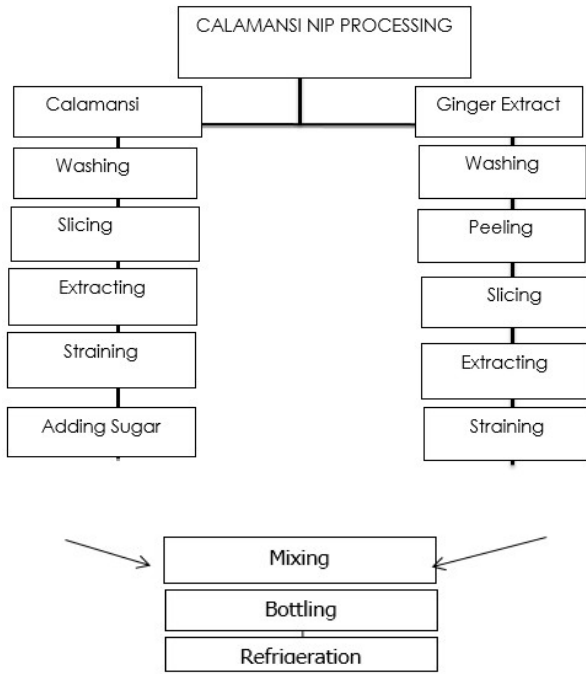 CALAMANSI NIP PROCESSING
Calamansi
Washing
Slicing
Extracting
Straining
Adding Sugar
Ginger Extract
Washing
Peeling
Slicing
Extracting
Straining
Mixing
Bottling
Refrigeration